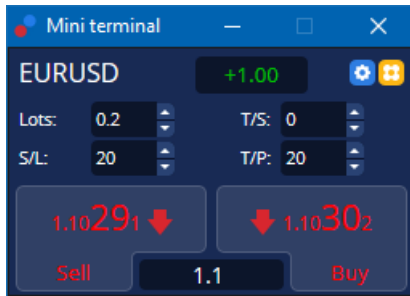 Mini terminal
EURUSD +1.00
Lots: 0.2 T/S: 0
S/L: 20 T/P: 20
1.10291 1.10302
Sell 1.1 Buy